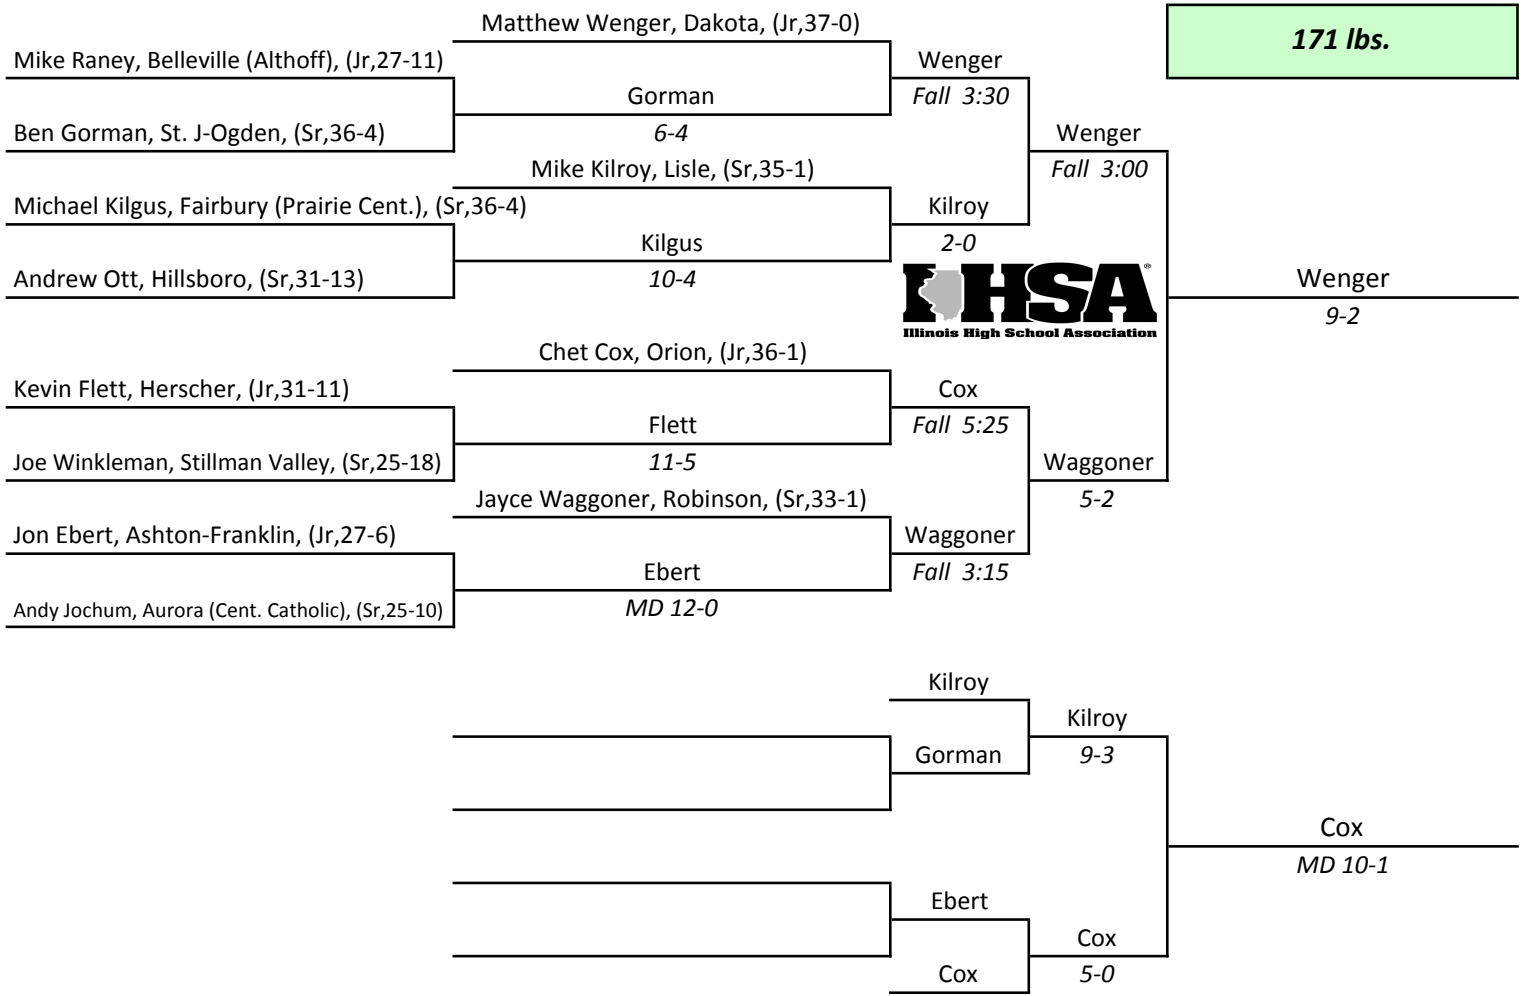 Matthew Wenger, Dakota, (Jr,37-0)
171 lbs.
Mike Raney, Belleville (Althoff), (Jr,27-11)
Wenger
Gorman
Fall 3:30
Ben Gorman, St. J-Ogden, (Sr,36-4)
6-4
Wenger
Mike Kilroy, Lisle, (Sr,35-1)
Fall 3:00
Michael Kilgus, Fairbury (Prairie Cent.), (Sr,36-4)
Kilroy
Kilgus
2-0
Andrew Ott, Hillsboro, (Sr,31-13)
10-4
IHSA®
Illinois High School Association
Wenger
9-2
Chet Cox, Orion, (Jr,36-1)
Kevin Flett, Herscher, (Jr,31-11)
Cox
Flett
Fall 5:25
Joe Winkleman, Stillman Valley, (Sr,25-18)
11-5
Waggoner
Jayce Waggoner, Robinson, (Sr,33-1)
5-2
Jon Ebert, Ashton-Franklin, (Jr,27-6)
Waggoner
Ebert
Fall 3:15
Andy Jochum, Aurora (Cent. Catholic), (Sr,25-10)
MD 12-0
Kilroy
Kilroy
Gorman
9-3
Cox
MD 10-1
Ebert
Cox
Cox
5-0